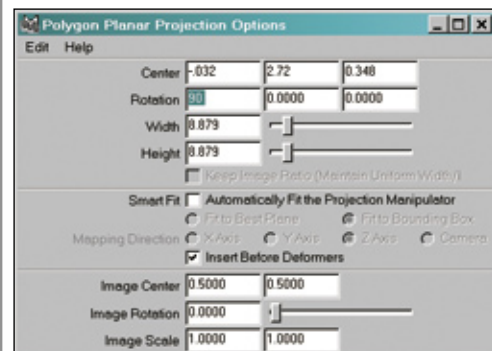 Polygon Planar Projection Options
Edit Help
Center -.032 2.72 0.348
Rotation 90 0.0000 0.0000
Width 8.879
Height 8.879
Keep Image Ratio (Maintain Uniform Width/)
Smart Fit Automatically Fit the Projection Manipulator
Fit to Best Plane Fit to Bounding Box
Mapping Direction X Axis Y Axis Z Axis Camera
Insert Before Deformers
Image Center 0.5000 0.5000
Image Rotation 0.0000
Image Scale 1.0000 1.0000